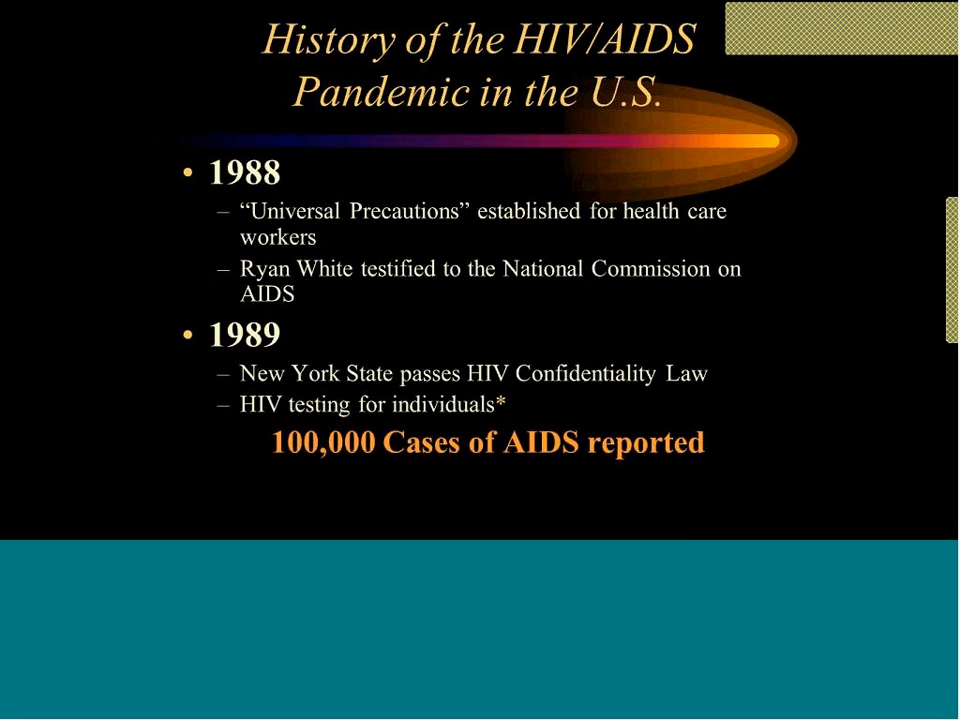 History of the HIV/AIDS
Pandemic in the U.S.
• 1988
– “Universal Precautions” established for health care
workers
– Ryan White testified to the National Commission on
AIDS
• 1989
– New York State passes HIV Confidentiality Law
– HIV testing for individuals*
100,000 Cases of AIDS reported